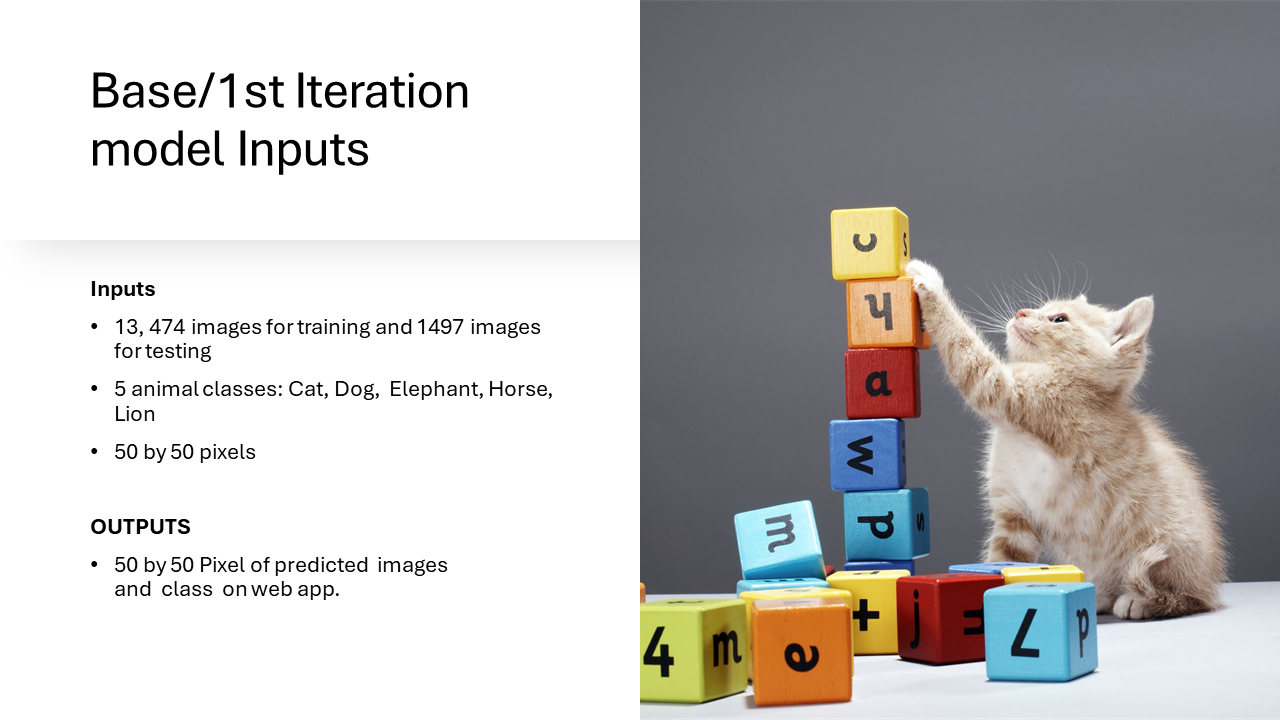 Base/1st Iteration
model Inputs
Inputs
• 13, 474 images for training and 1497 images
for testing
• 5 animal classes: Cat, Dog,  Elephant, Horse,
Lion
• 50 by 50 pixels
OUTPUTS
• 50 by 50 Pixel of predicted  images
and  class  on web app.
c s
h
a
w
d s
m
+
j n
4 m
e
7 d